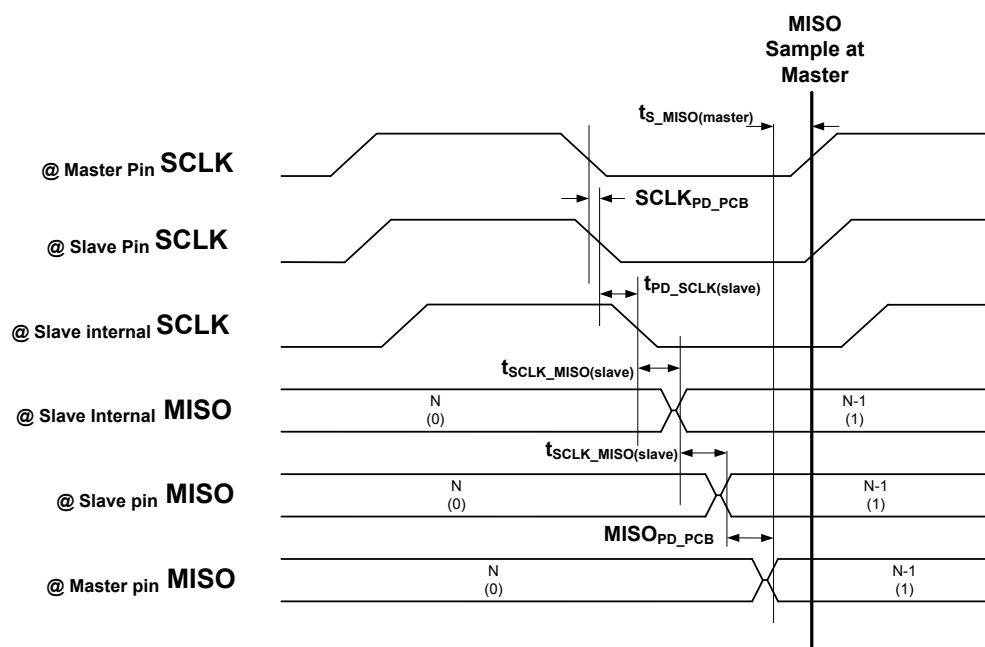 MISO
Sample at
Master
tS_MISO(master)
@ Master Pin SCLK
SCLKPD_PCB
@ Slave Pin SCLK
tPD_SCLK(slave)
@ Slave internal SCLK
tSCLK_MISO(slave)
@ Slave Internal MISO
N
(0)
N-1
(1)
tSCLK_MISO(slave)
@ Slave pin MISO
N
(0)
N-1
(1)
MISOPD_PCB
@ Master pin MISO
N
(0)
N-1
(1)